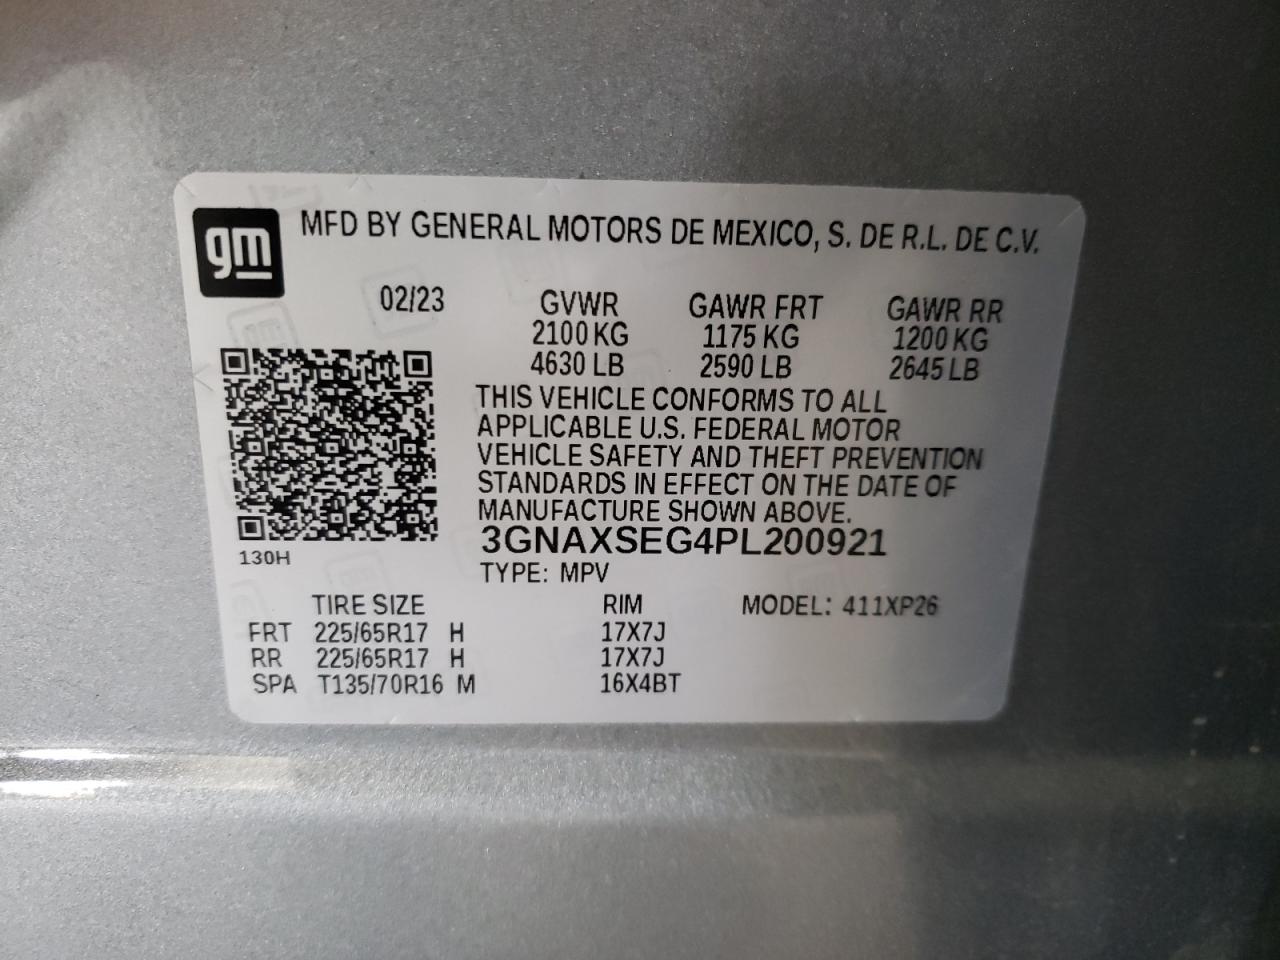 gm
MFD BY GENERAL MOTORS DE MEXICO, S. DE R.L. DE C.V.
02/23 GVWR GAWR FRT GAWR RR
2100 KG 1175 KG 1200 KG
4630 LB 2590 LB 2645 LB
THIS VEHICLE CONFORMS TO ALL
APPLICABLE U.S. FEDERAL MOTOR
VEHICLE SAFETY AND THEFT PREVENTION
STANDARDS IN EFFECT ON THE DATE OF
MANUFACTURE SHOWN ABOVE.
3GNAXSEG4PL200921
130H
TYPE: MPV
TIRE SIZE RIM MODEL: 411XP26
FRT 225/65R17 H 17X7J
RR 225/65R17 H 17X7J
SPA T135/70R16 M 16X4BT